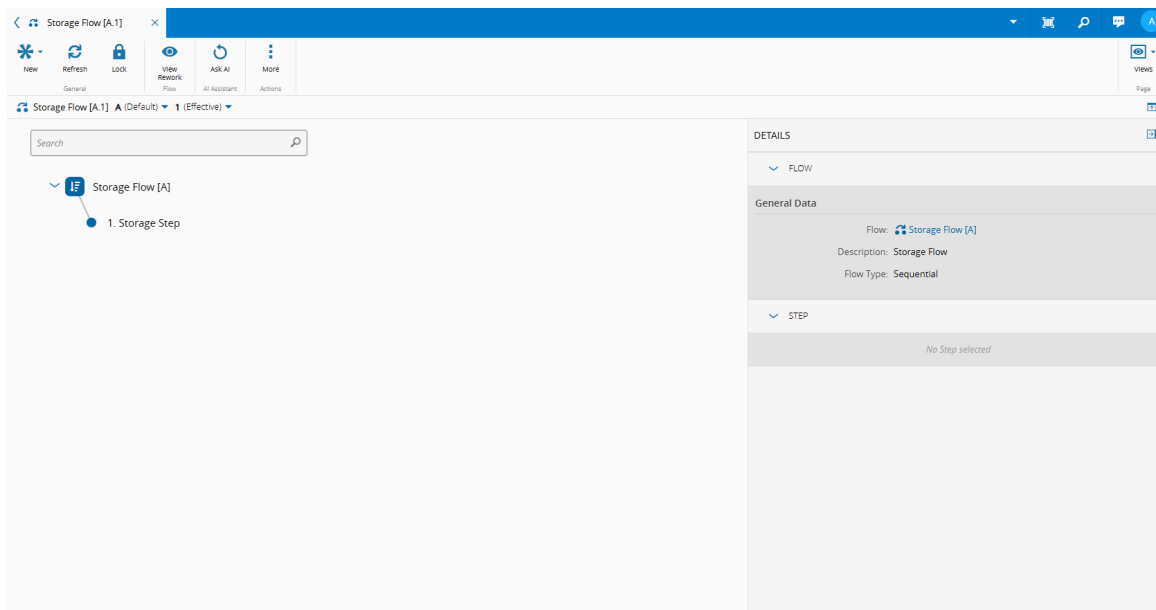 Storage Flow [A.1]
New
Refresh
Lock
View Rework
Ask AI
More
Views
General
Flow
AI Assistant
Actions
Page
Storage Flow [A.1] A (Default) 1 (Effective)
Search
Storage Flow [A]
1. Storage Step
DETAILS
FLOW
General Data
Flow: Storage Flow [A]
Description: Storage Flow
Flow Type: Sequential
STEP
No Step selected
A